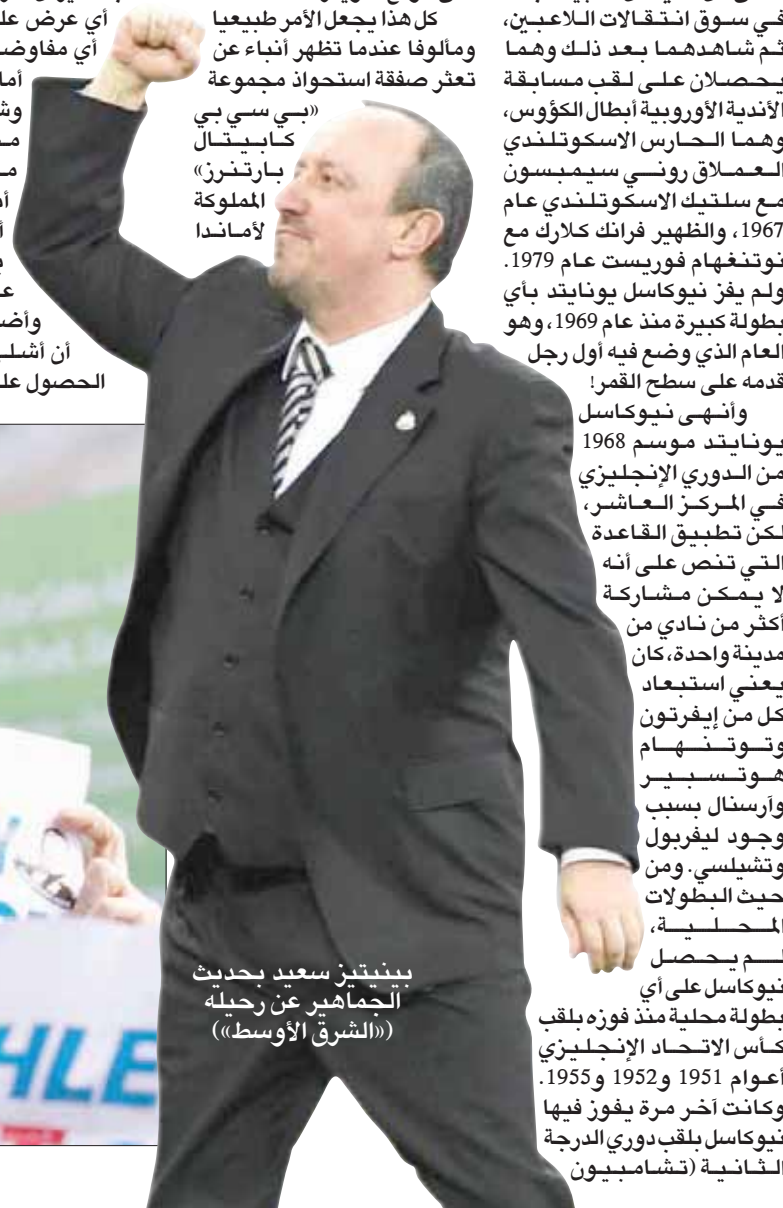 في سوق انتقالات اللاعبين،
ثم شاهدهما بعد ذلك وهما
يحصلان على لقب مسابقة
الأندية الأوروبية أبطال الكؤوس،
وهما الحارس الاسكوتلندي
العملاق روني سيمبسون
مع سلتيك الاسكوتلندي عام
1967، والظهير فرانك كلارك مع
نوتنغهام فوريست عام 1979.
ولم يفز نيوكاسل يونايتد بأي
بطولة كبيرة منذ عام 1969، وهو
العام الذي وضع فيه أول رجل
قدمه على سطح القمر!
وأنهى نيوكاسل
يونايتد موسم 1968
من الدوري الإنجليزي
في المركز العاشر،
لكن تطبيق القاعدة
التي تنص على أنه
لا يمكن مشاركة
أكثر من نادي من
مدينة واحدة، كان
يعني استبعاد
كل من إيفرتون
وتوتنهام
هوتسبير
وآرسنال بسبب
وجود ليفربول
وتشيلسي. ومن
حيث البطولات
المحلية،
لم يحصل
نيوكاسل على أي
بطولة محلية منذ فوزه بلقب
كأس الاتحاد الإنجليزي
أعوام 1951 و1952 و1955.
وكانت آخر مرة يفوز فيها
نيوكاسل بلقب دوري الدرجة
الثانية (تشامبيون
كل هذا يجعل الأمر طبيعيا
ومألوفا عندما تظهر أنباء عن
تعثر صفقة استحواذ مجموعة
«بي سي بي
كابيتال
بارتنرز»
المملوكة
لأماندا
أي عرض
أي
الحصول
بينيتيز سعيد بحديث
الجماهير عن رحيله
(«الشرق الأوسط»)
HLE